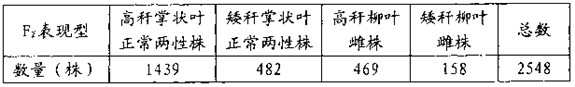 F₂表现型 高秆掌状叶正常两性株 矮秆掌状叶正常两性株 高秆柳叶雌株 矮秆柳叶雌株 总数
数量（株） 1439 482 469 158 2548